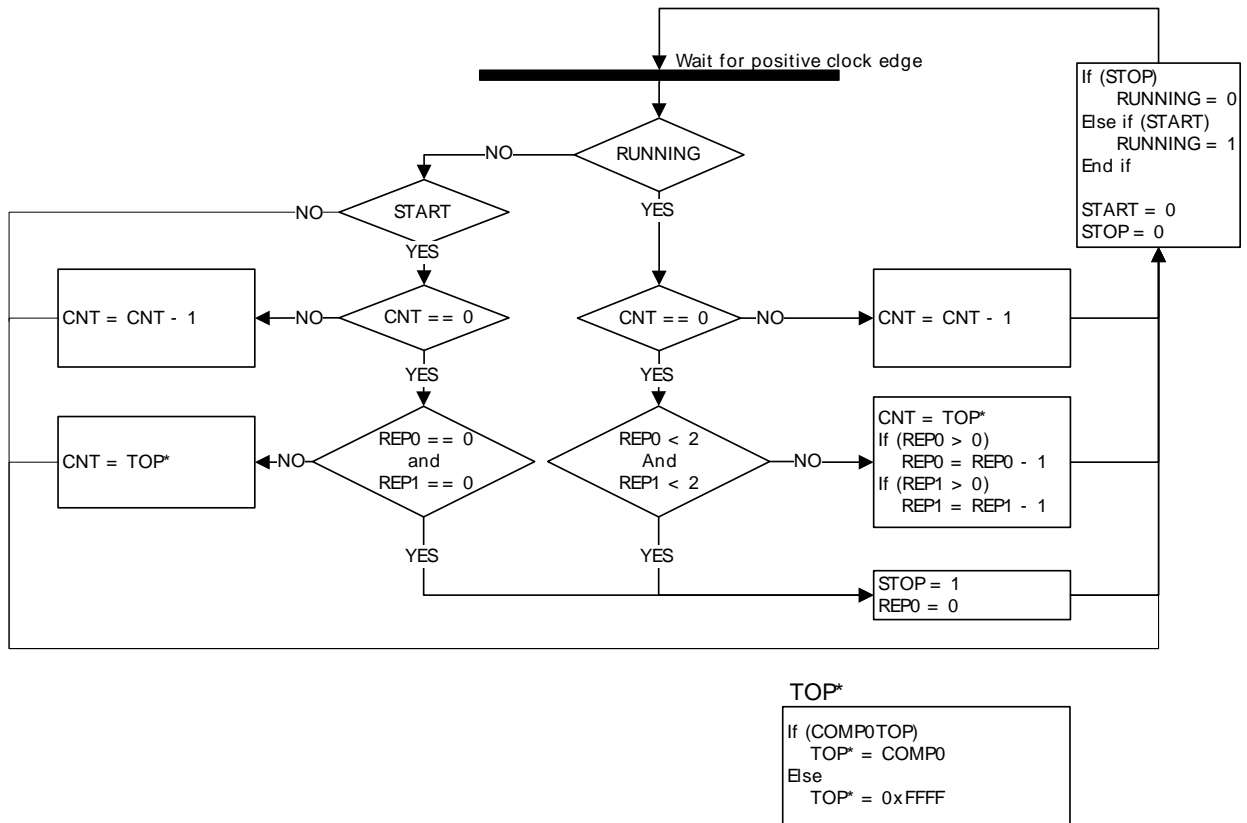 Wait for positive clock edge
If (STOP)
RUNNING = 0
Else if (START)
RUNNING = 1
End if
START = 0
STOP = 0
RUNNING
NO
YES
START
NO
YES
CNT = CNT - 1
NO
CNT == 0
YES
CNT == 0
NO
YES
CNT = CNT - 1
CNT = TOP*
NO
REP0 == 0
and
REP1 == 0
YES
REP0 < 2
And
REP1 < 2
NO
YES
CNT = TOP*
If (REP0 > 0)
REP0 = REP0 - 1
If (REP1 > 0)
REP1 = REP1 - 1
STOP = 1
REP0 = 0
TOP*
If (COMP0TOP)
TOP* = COMP0
Else
TOP* = 0xFFFF